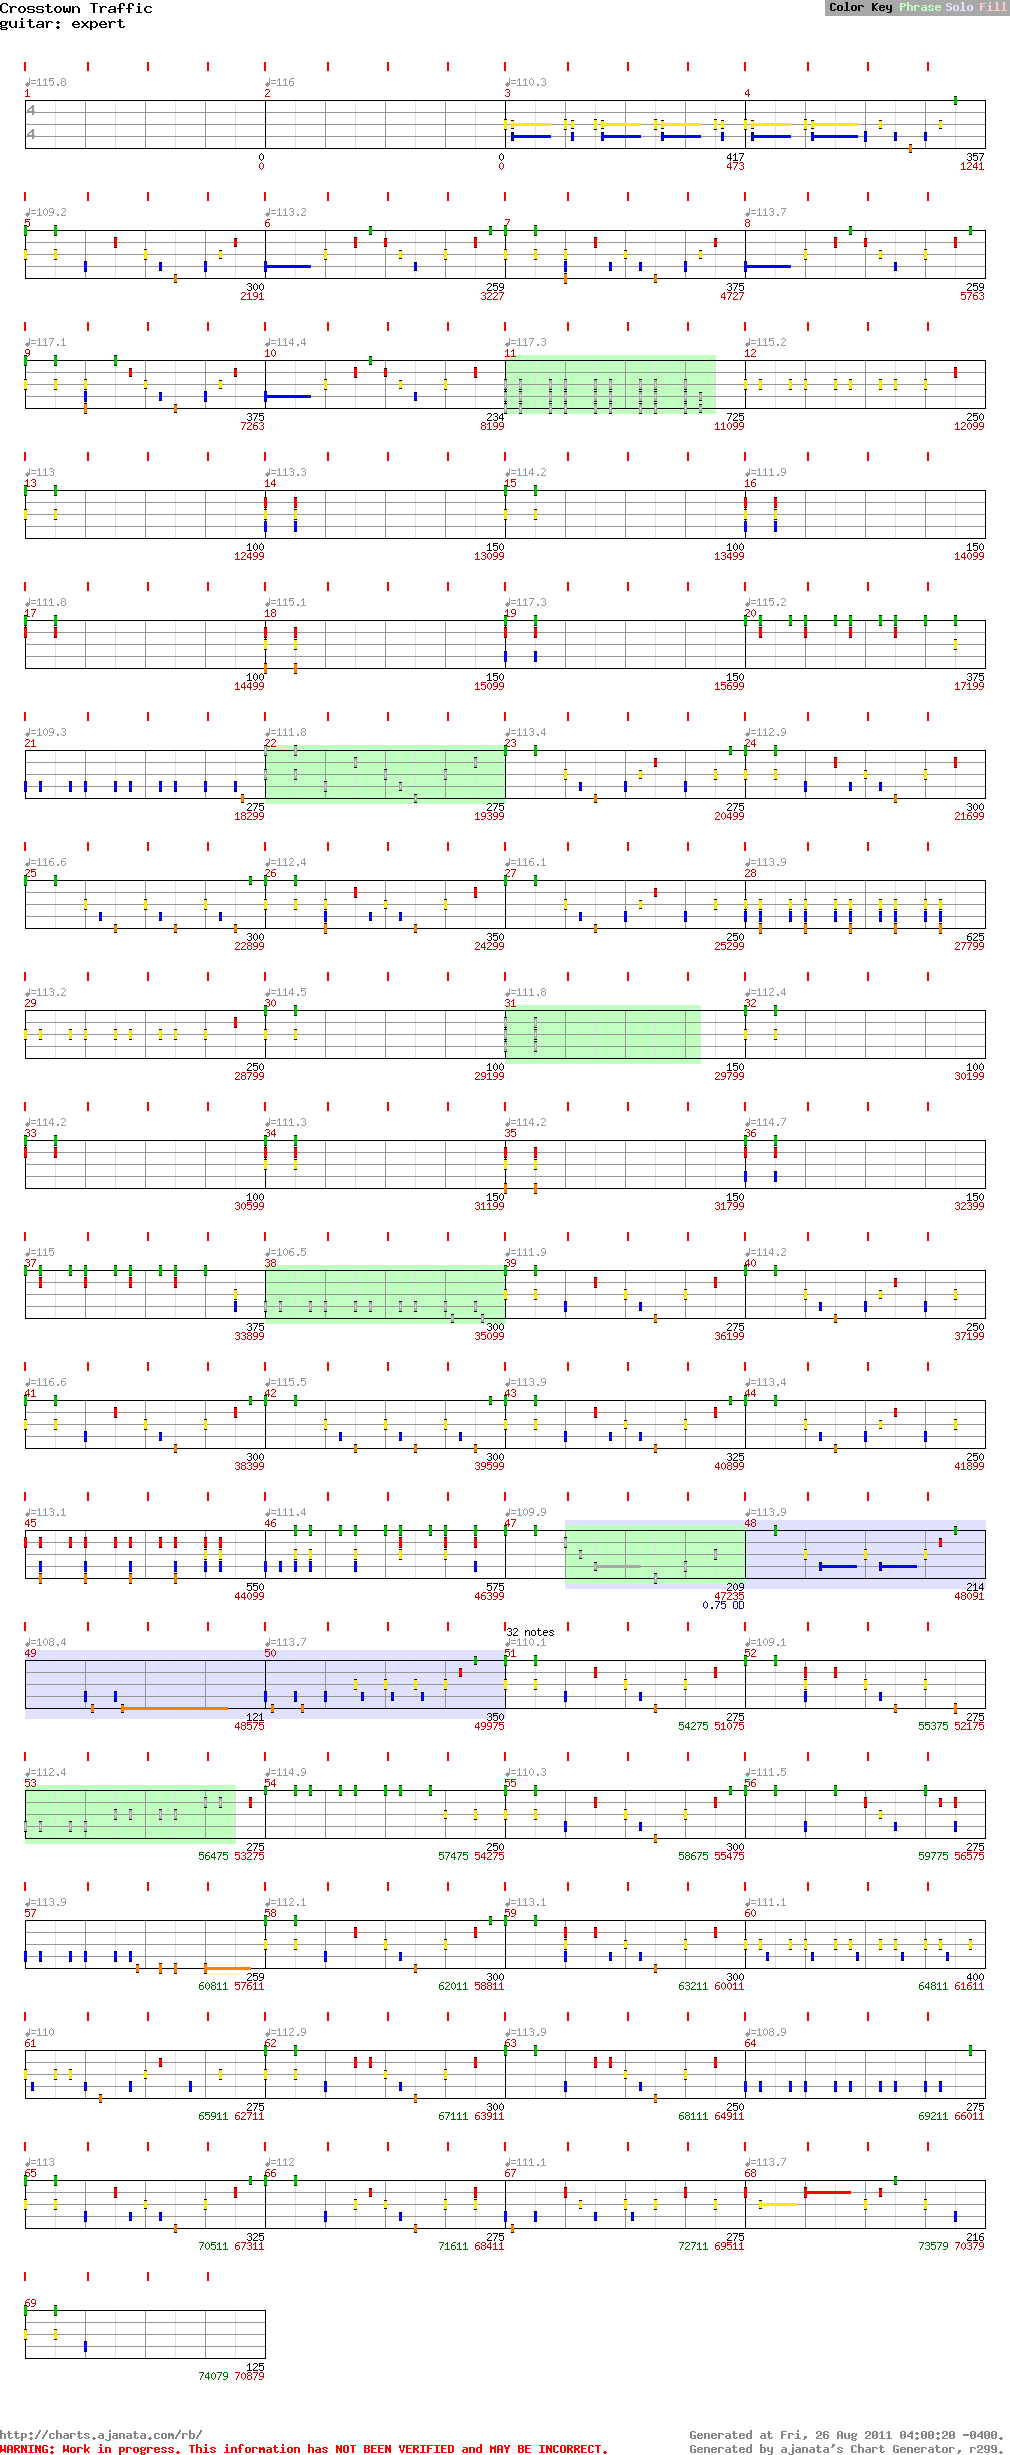 Crosstown Traffic
guitar: expert
Color Key Phrase Solo Fill
♩=115.8 ♩=116 ♩=110.3
1 2 3 4
4
4
0 0 417 357
0 0 473 1241
♩=109.2 ♩=113.2 ♩=113.7
5 6 7 8
300 259 375 259
2191 3227 4727 5763
♩=117.1 ♩=114.4 ♩=117.3 ♩=115.2
9 10 11 12
375 234 725 250
7263 8199 11099 12099
♩=113 ♩=113.3 ♩=114.2 ♩=111.9
13 14 15 16
100 150 100 150
12499 13099 13499 14099
♩=111.8 ♩=115.1 ♩=117.3 ♩=115.2
17 18 19 20
100 150 150 375
14499 15099 15699 17199
♩=109.3 ♩=111.8 ♩=113.4 ♩=112.9
21 22 23 24
275 275 275 300
18299 19399 20499 21699
♩=116.6 ♩=112.4 ♩=116.1 ♩=113.9
25 26 27 28
300 350 250 625
22899 24299 25299 27799
♩=113.2 ♩=114.5 ♩=111.8 ♩=112.4
29 30 31 32
250 100 150 100
28799 29199 29799 30199
♩=114.2 ♩=111.3 ♩=114.2 ♩=114.7
33 34 35 36
100 150 150 150
30599 31199 31799 32399
♩=115 ♩=106.5 ♩=111.9 ♩=114.2
37 38 39 40
375 300 275 250
33899 35099 36199 37199
♩=116.6 ♩=115.5 ♩=113.9 ♩=113.4
41 42 43 44
300 300 325 250
38399 39599 40899 41899
♩=113.1 ♩=111.4 ♩=109.9 ♩=113.9
45 46 47 48
550 575 209 214
44099 46399 47235 48091
0.75 OD
32 notes
♩=108.4 ♩=113.7 ♩=110.1 ♩=109.1
49 50 51 52
121 350 275 275
48575 49975 54275 51075 55375 52175
♩=112.4 ♩=114.9 ♩=110.3 ♩=111.5
53 54 55 56
275 250 300 275
56475 53275 57475 54275 58675 55475 59775 56575
♩=113.9 ♩=112.1 ♩=113.1 ♩=111.1
57 58 59 60
259 300 300 400
60811 57611 62011 58811 63211 60011 64811 61611
♩=110 ♩=112.9 ♩=113.9 ♩=108.9
61 62 63 64
275 300 250 275
65911 62711 67111 63911 68111 64911 69211 66011
♩=113 ♩=112 ♩=111.1 ♩=113.7
65 66 67 68
325 275 275 216
70511 67311 71611 68411 72711 69511 73579 70379
69
125
74079 70879
http://charts.ajanata.com/rb/ Generated at Fri, 26 Aug 2011 04:00:20 -0400.
WARNING: Work in progress. This information has NOT BEEN VERIFIED and MAY BE INCORRECT. Generated by ajanata's Chart Generator, r299.